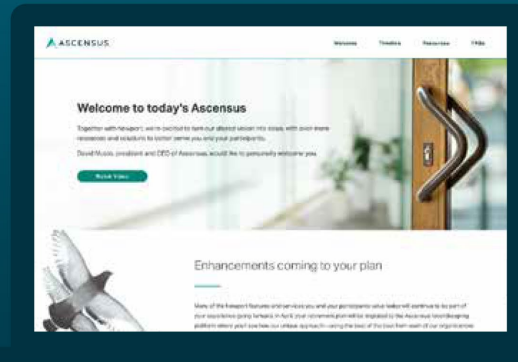 ASCENSUS
Welcome Timeline Resources FAQs
Welcome to today's Ascensus
Together with Newport, we're excited to turn our shared vision into steps, with even more
resources and solutions to better serve you and your participants.
David Musto, president and CEO of Ascensus, would like to personally welcome you.
Watch Video
Enhancements coming to your plan
Many of the Newport features and services you and your participants value today will continue to be part of
your experience going forward. In April, your retirement plan will be migrated to the Ascensus recordkeeping
platform where you'll see how our unique approach—using the best of the best from each of our organizations